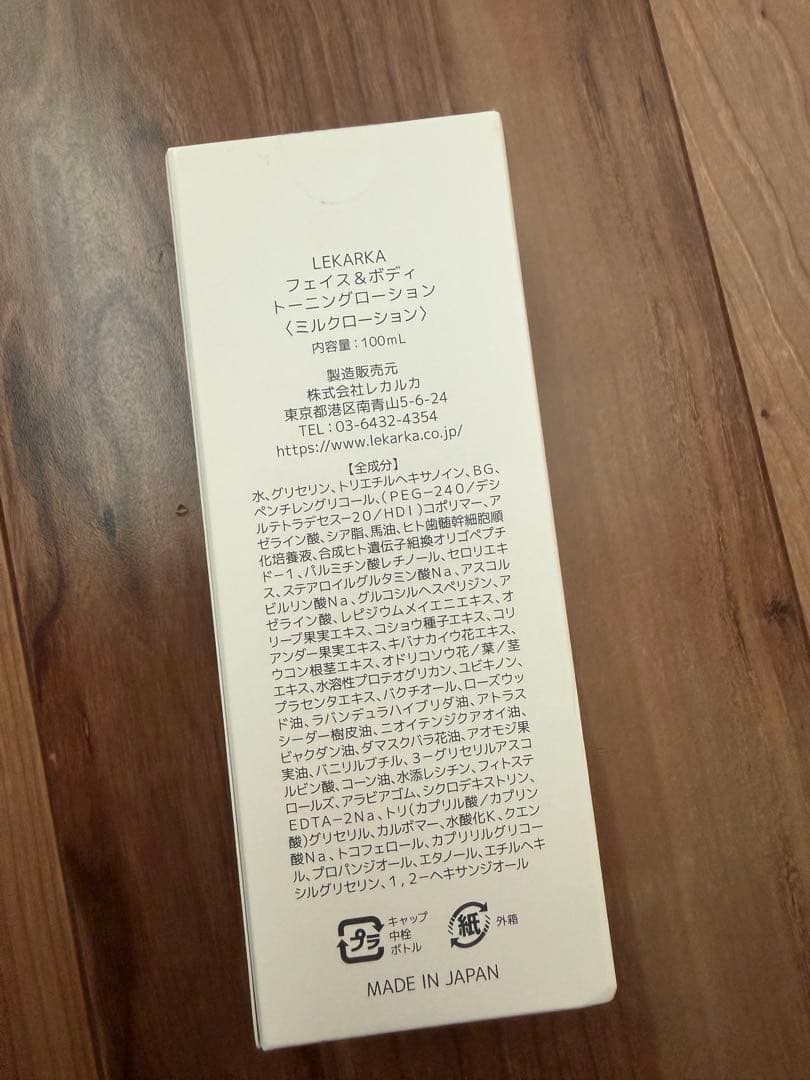 LEKARKA
フェイス＆ボディ
トーニングローション
〈ミルクローション〉
内容量：100mL
製造販売元
株式会社レカルカ
東京都港区南青山5-6-24
TEL：03-6432-4354
https://www.lekarka.co.jp/
【全成分】
水、グリセリン、トリエチルヘキサノイン、BG、
ペンチレングリコール、（PEG-240/デシ
ルテトラデセス-20/HDI）コポリマー、ア
ゼライン酸、シア脂、馬油、ヒト歯髄幹細胞順
化培養液、合成ヒト遺伝子組換オリゴペプチ
ド-1、パルミチン酸レチノール、セロリエキ
ス、ステアロイルグルタミン酸Na、アスコル
ビルリン酸Na、グルコシルヘスペリジン、ア
ゼライン酸、レピジウムメイエニエキス、オ
リーブ果実エキス、コショウ種子エキス、コリ
アンダー果実エキス、キバナカイウ花エキス、
ウコン根茎エキス、オドリコソウ花/葉/茎
エキス、水溶性プロテオグリカン、ユビキノン、
プラセンタエキス、バクチオール、ローズウッ
ド油、ラバンデュラハイブリダ油、アトラス
シーダー樹皮油、ニオイテンジクアオイ油、
ビャクダン油、ダマスクバラ花油、アオモジ果
実油、バニリルブチル、3-グリセリルアスコ
ルビン酸、コーン油、水添レシチン、フィトステ
ロールズ、アラビアゴム、シクロデキストリン、
EDTA-2Na、トリ（カプリル酸/カプリン
酸）グリセリル、カルボマー、水酸化K、クエン
酸Na、トコフェロール、カプリリルグリコー
ル、プロパンジオール、エタノール、エチルヘキ
シルグリセリン、1,2-ヘキサンジオール
プラ
キャップ
中栓
ボトル
紙
外箱
MADE IN JAPAN